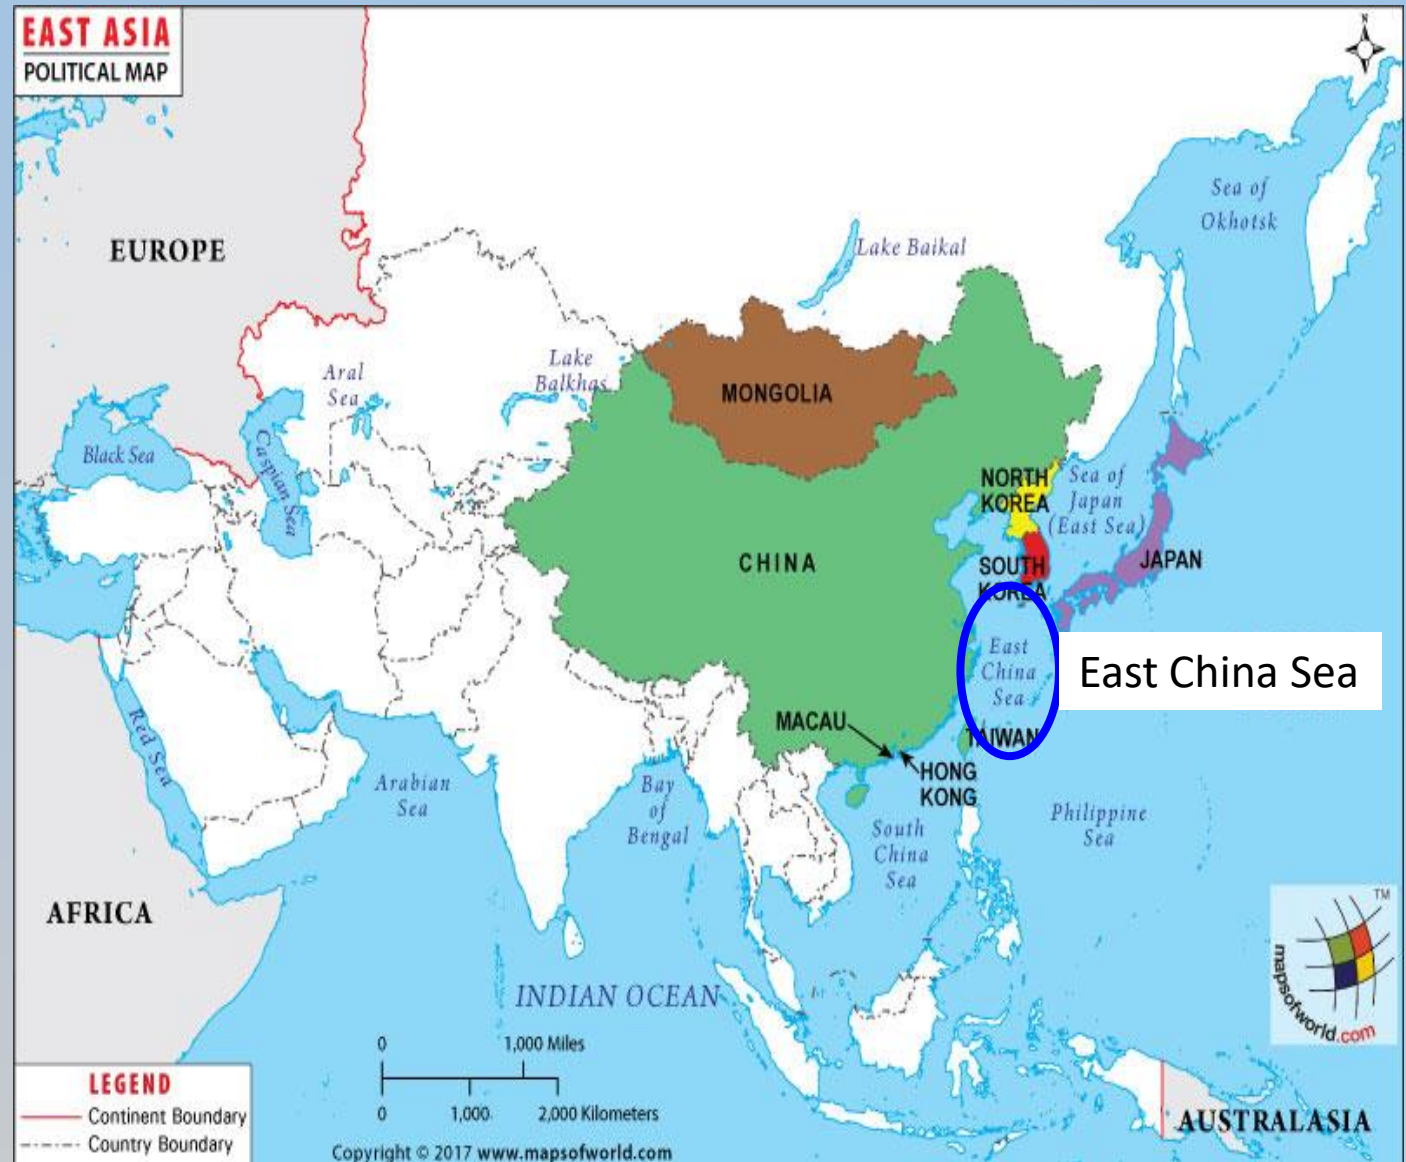 EAST ASIA
POLITICAL MAP
N
Sea of
Okhotsk
EUROPE
Lake Baikal
Aral
Sea
Lake
Balkhas
MONGOLIA
Black Sea
Caspian Sea
NORTH
KOREA
Sea of
Japan
(East Sea)
CHINA
SOUTH
KOREA
JAPAN
East
China
Sea
East China Sea
Red Sea
MACAU
TAIWAN
HONG
KONG
Arabian
Sea
Bay
of
Bengal
South
China
Sea
Philippine
Sea
AFRICA
TM
mapsofworld.com
INDIAN OCEAN
0
1,000 Miles
0
1,000
2,000 Kilometers
LEGEND
Continent Boundary
Country Boundary
AUSTRALASIA
Copyright © 2017 www.mapsofworld.com